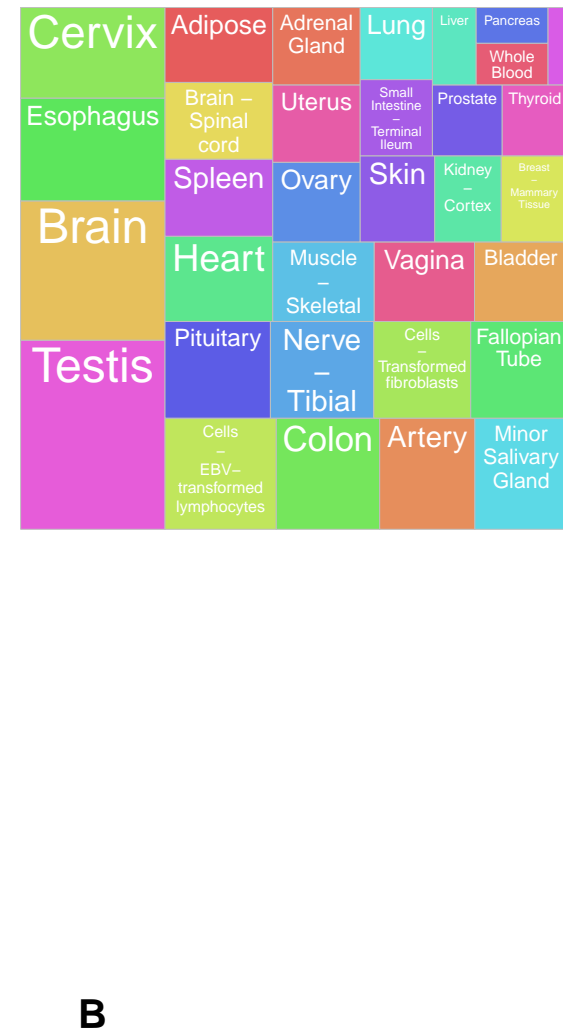 Cervix
Adipose
Adrenal
Gland
Lung
Liver
Pancreas
Whole
Blood
Esophagus
Brain –
Spinal
cord
Uterus
Small
Intestine
–
Terminal
Ileum
Prostate
Thyroid
Brain
Spleen
Ovary
Skin
Kidney
–
Cortex
Breast
–
Mammary
Tissue
Heart
Muscle
–
Skeletal
Vagina
Bladder
Testis
Pituitary
Nerve
–
Tibial
Cells
–
Transformed
fibroblasts
Fallopian
Tube
Cells
–
EBV–
transformed
lymphocytes
Colon
Artery
Minor
Salivary
Gland
B